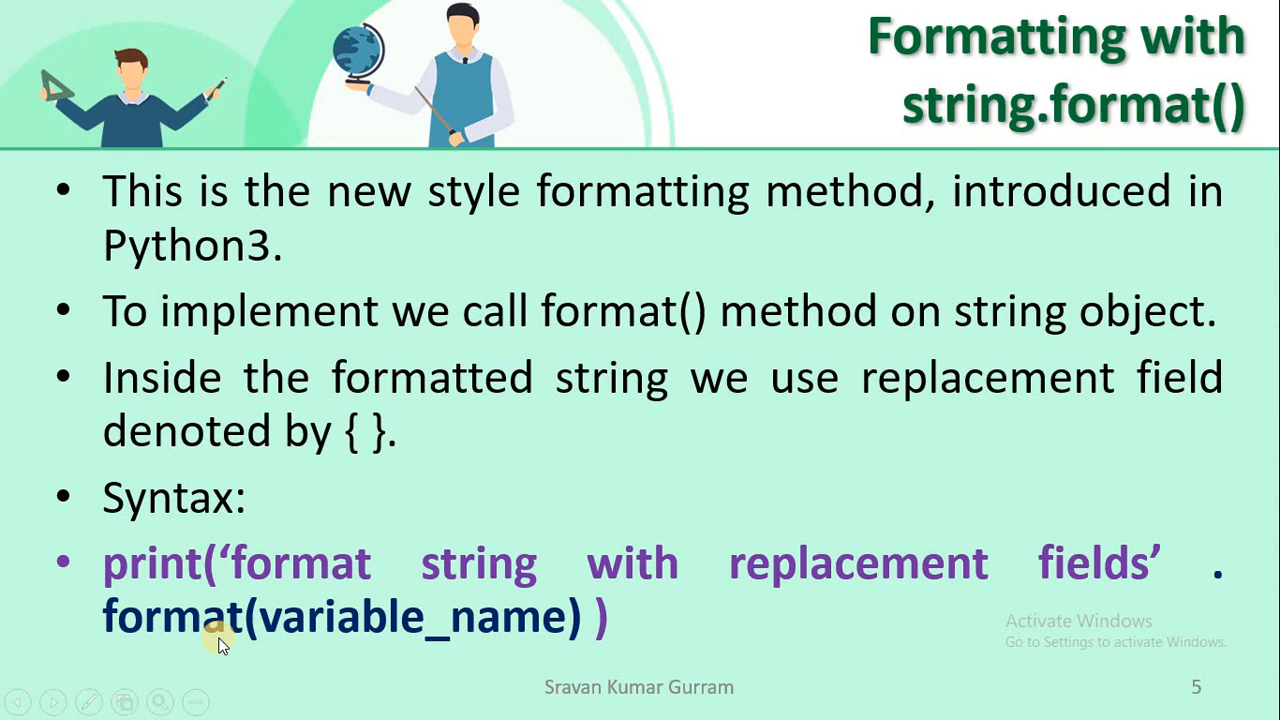 Formatting with
string.format()
• This is the new style formatting method, introduced in
Python3.
• To implement we call format() method on string object.
• Inside the formatted string we use replacement field
denoted by { }.
• Syntax:
• print(‘format string with replacement fields’ .
format(variable_name) )
Activate Windows
Go to Settings to activate Windows.
Sravan Kumar Gurram
5